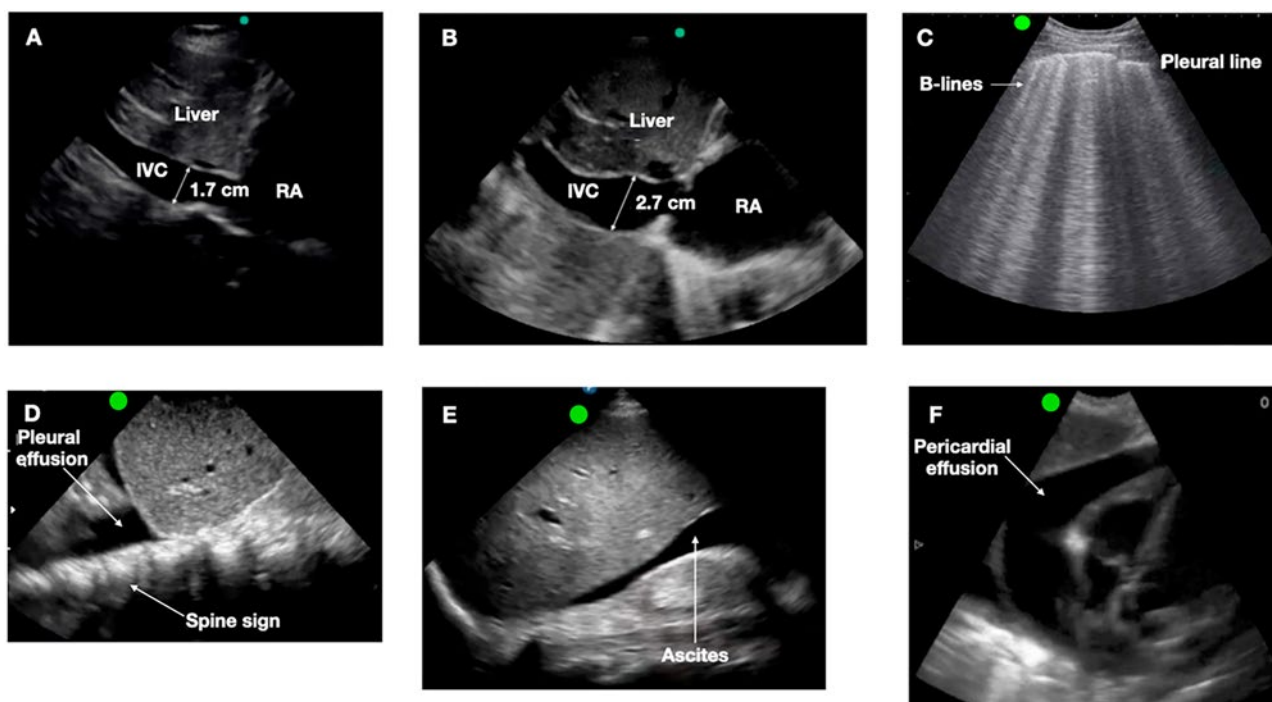 A
Liver
IVC
1.7 cm
RA
B
Liver
IVC
2.7 cm
RA
C
Pleural line
B-lines
D
Pleural
effusion
Spine sign
E
Ascites
F
Pericardial
effusion